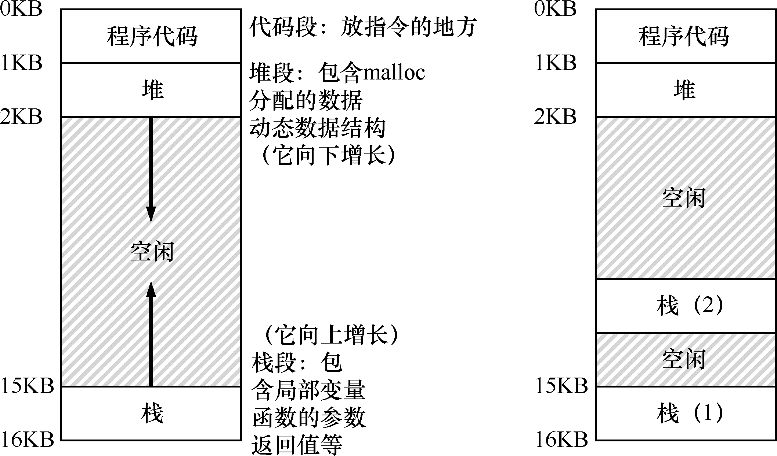 0KB
程序代码
代码段：放指令的地方
1KB
堆
堆段：包含malloc
分配的数据
2KB
动态数据结构
（它向下增长）
空闲
（它向上增长）
栈段：包
15KB
含局部变量
栈
函数的参数
16KB
返回值等
0KB
程序代码
1KB
堆
2KB
空闲
栈（2）
空闲
15KB
栈（1）
16KB